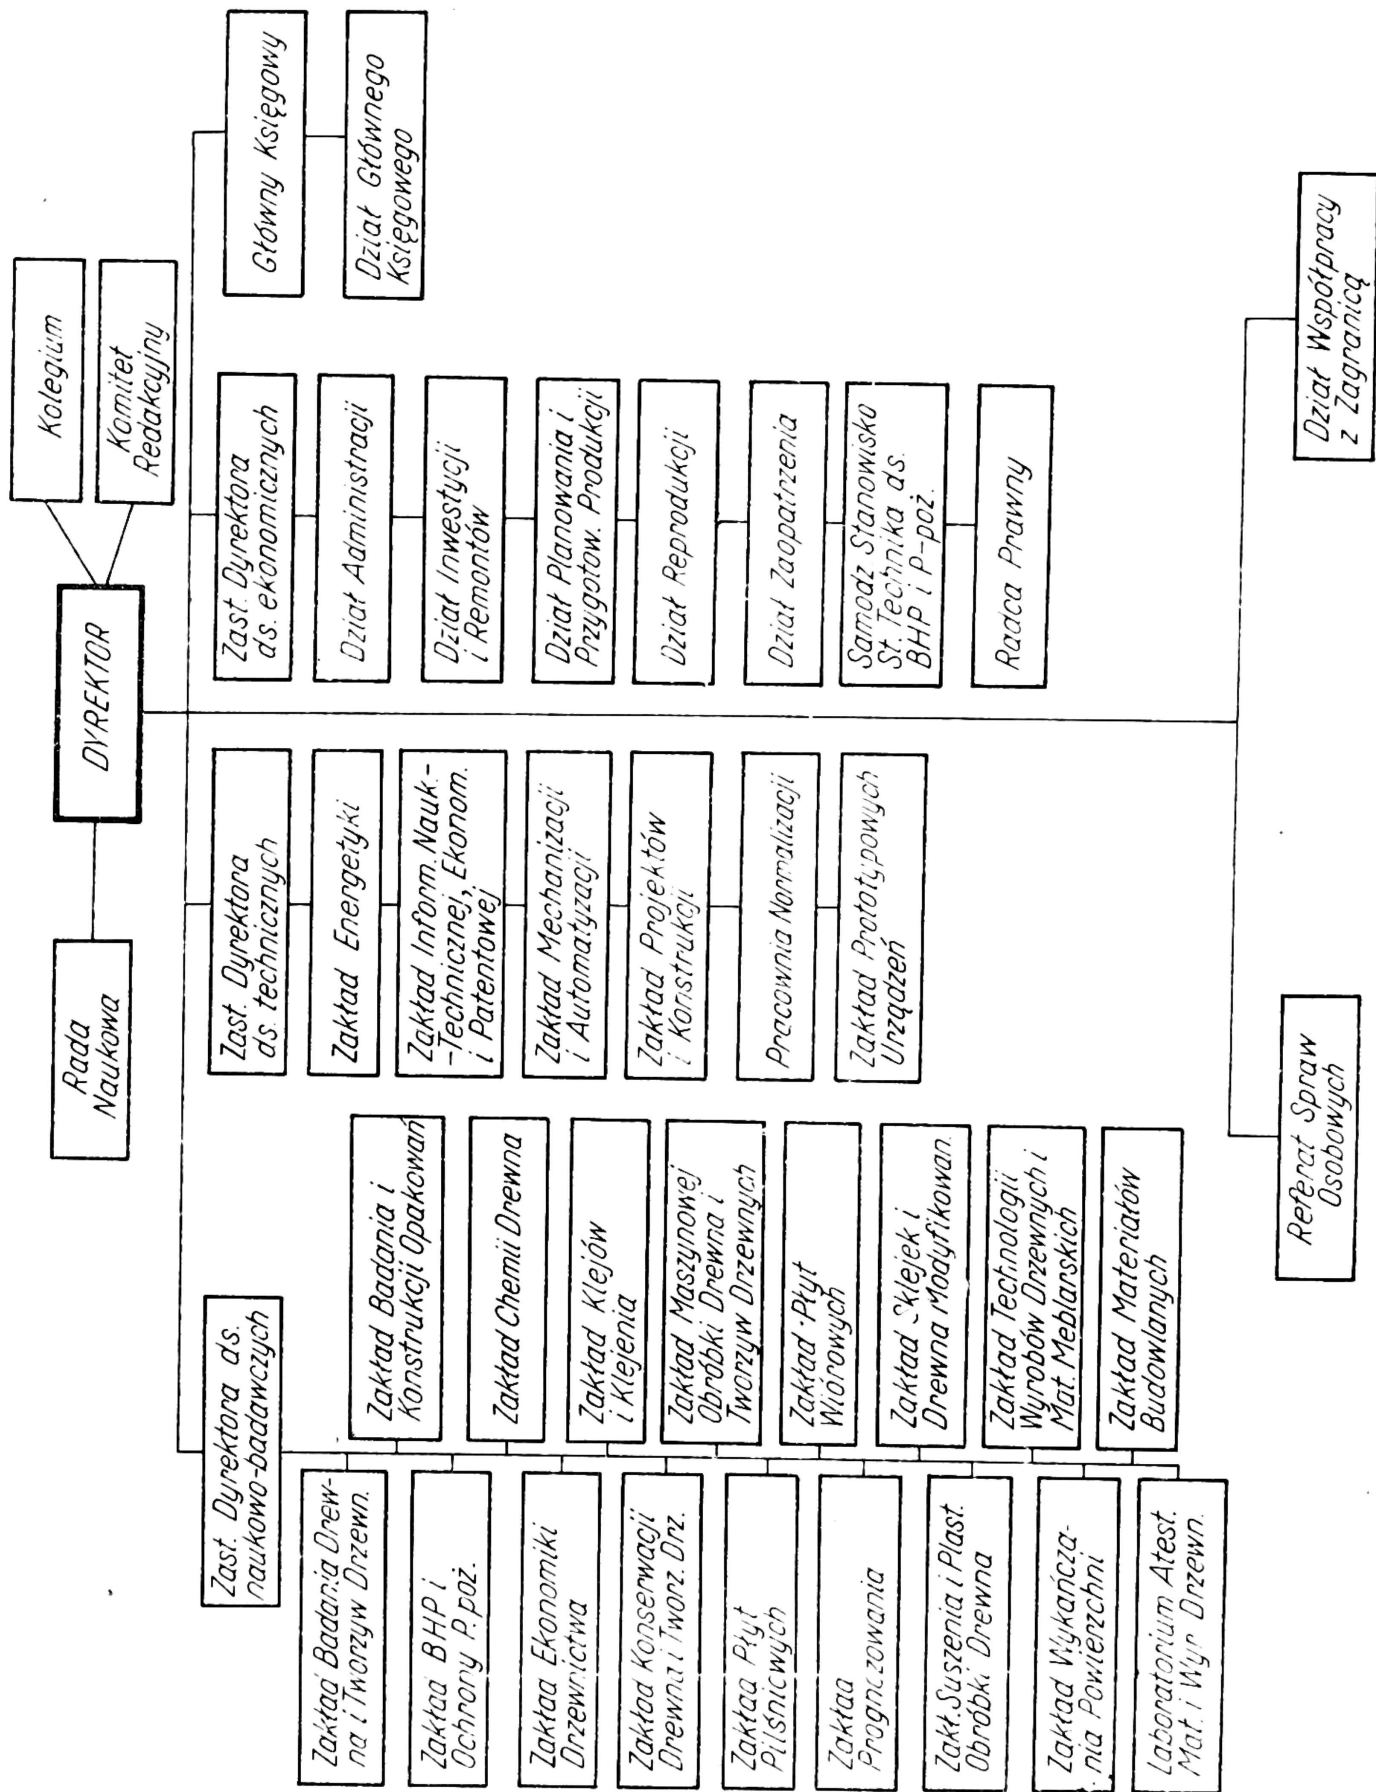 Kolegium
Komitet
Redakcyjny
DYREKTOR
Rada
Naukowa
Główny Księgowy
Dział Głównego
Księgowego
Zast. Dyrektora
ds. ekonomicznych
Dział Administracji
Dział Inwestycji
i Remontów
Dział Planowania i
Przygotow. Produkcji
Dział Reprodukcji
Dział Zaopatrzenia
Samodz Stanowisko
St. Technika ds.
BHP i P-poż.
Radca Prawny
Zast. Dyrektora
ds. technicznych
Zakład Energetyki
Zakład Inform. Nauk.-
-Technicznej, Ekonom.
i Patentowej
Zakład Mechanizacji
i Automatyzacji
Zakład Projektów
i Konstrukcji
Pracownia Normalizacji
Zakład Prototypowych
Urządzeń
Zast. Dyrektora ds.
naukowo-badawczych
Zakład Badania i
Konstrukcji Opakowań
Zakład Chemii Drewna
Zakład Klejów
i Klejenia
Zakład Maszynowej
Obróbki Drewna i
Tworzyw Drzewnych
Zakład Płyt
Wiórowych
Zakład Sklejek i
Drewna Modyfikowan.
Zakład Technologii
Wyrobów Drzewnych i
Mat. Meblarskich
Zakład Materiałów
Budowlanych
Zakład Badania Drew-
na i Tworzyw Drzewn.
Zakład BHP i
Ochrony P.poż.
Zakład Ekonomiki
Drzewnictwa
Zakład Konserwacji
Drewna i Tworz. Drz.
Zakład Płyt
Pilśniowych
Zakład
Prognozowania
Zakł. Suszenia i Plast.
Obróbki Drewna
Zakład Wykańcza-
nia Powierzchni
Laboratorium Atest.
Mat. i Wyr Drzewn.
Dział Współpracy
z Zagranicą
Referat Spraw
Osobowych